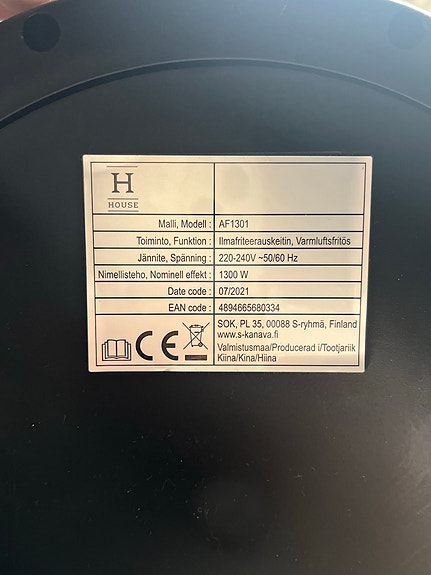 H
HOUSE
Malli, Modell : AF1301
Toiminto, Funktion : Ilmafriteerauskeitin, Varmluftsfritös
Jännite, Spänning : 220-240V ~50/60 Hz
Nimellisteho, Nominell effekt : 1300 W
Date code : 07/2021
EAN code : 4894665680334
SOK, PL 35, 00088 S-ryhmä, Finland
www.s-kanava.fi
Valmistusmaa/Producerad i/Tootjariik
Kiina/Kina/Hiina
CE